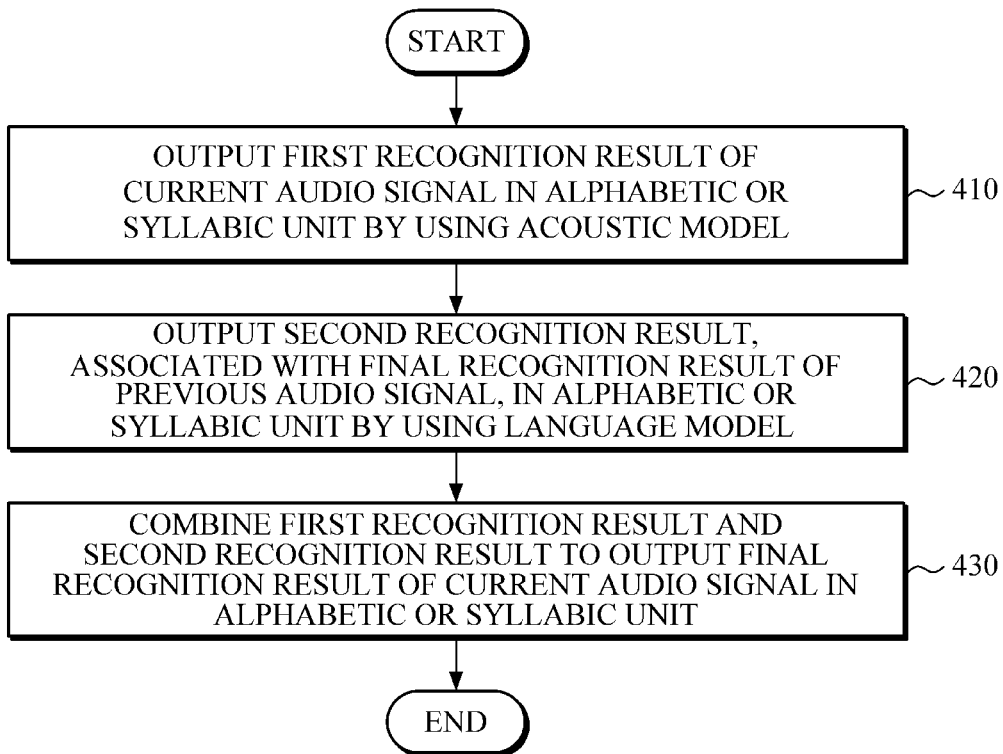 START
OUTPUT FIRST RECOGNITION RESULT OF
CURRENT AUDIO SIGNAL IN ALPHABETIC OR
SYLLABIC UNIT BY USING ACOUSTIC MODEL
410
OUTPUT SECOND RECOGNITION RESULT,
ASSOCIATED WITH FINAL RECOGNITION RESULT OF
PREVIOUS AUDIO SIGNAL, IN ALPHABETIC OR
SYLLABIC UNIT BY USING LANGUAGE MODEL
420
COMBINE FIRST RECOGNITION RESULT AND
SECOND RECOGNITION RESULT TO OUTPUT FINAL
RECOGNITION RESULT OF CURRENT AUDIO SIGNAL IN
ALPHABETIC OR SYLLABIC UNIT
430
END